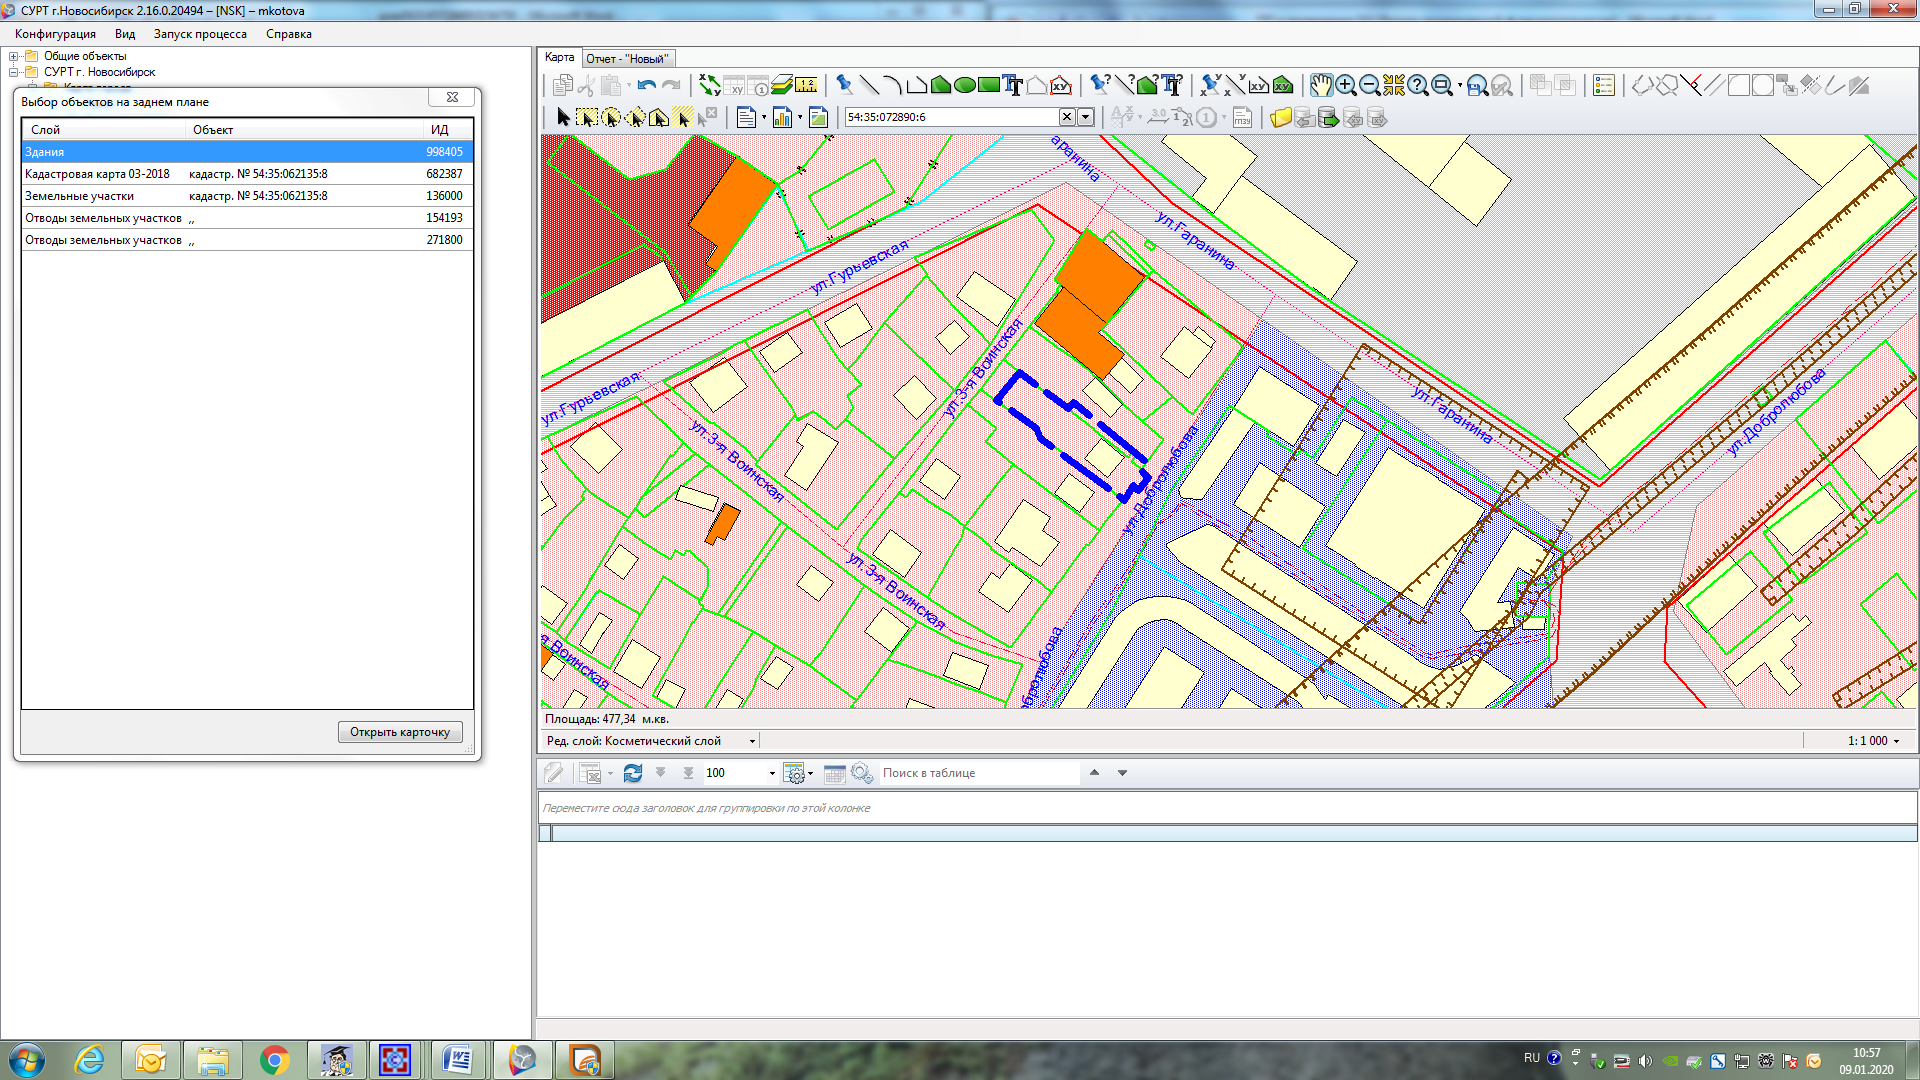 СУРТ г.Новосибирск 2.16.0.20494 – [NSK] – mkotova
Конфигурация Вид Запуск процесса Справка
Общие объекты
СУРТ г. Новосибирск
Выбор объектов на заднем плане
Слой Объект ИД
Здания 998405
Кадастровая карта 03-2018 кадастр. № 54:35:062135:8 682387
Земельные участки кадастр. № 54:35:062135:8 136000
Отводы земельных участков ,, 154193
Отводы земельных участков ,, 271800
Открыть карточку
Карта Отчет - "Новый"
54:35:072890:6
аранина
ул.Гаранина
ул.Гурьевская
ул.Гурьевская
ул.3-я Воинская
ул.3-я Воинская
ул.3-я Воинская
я Воинская
ул.Добролюбова
обролюбова
ул.Гаранина
ул.Добролюбова
Площадь: 477,34 м.кв.
Ред. слой: Косметический слой 1: 1 000
100 Поиск в таблице
Переместите сюда заголовок для группировки по этой колонке
RU 10:57
09.01.2020